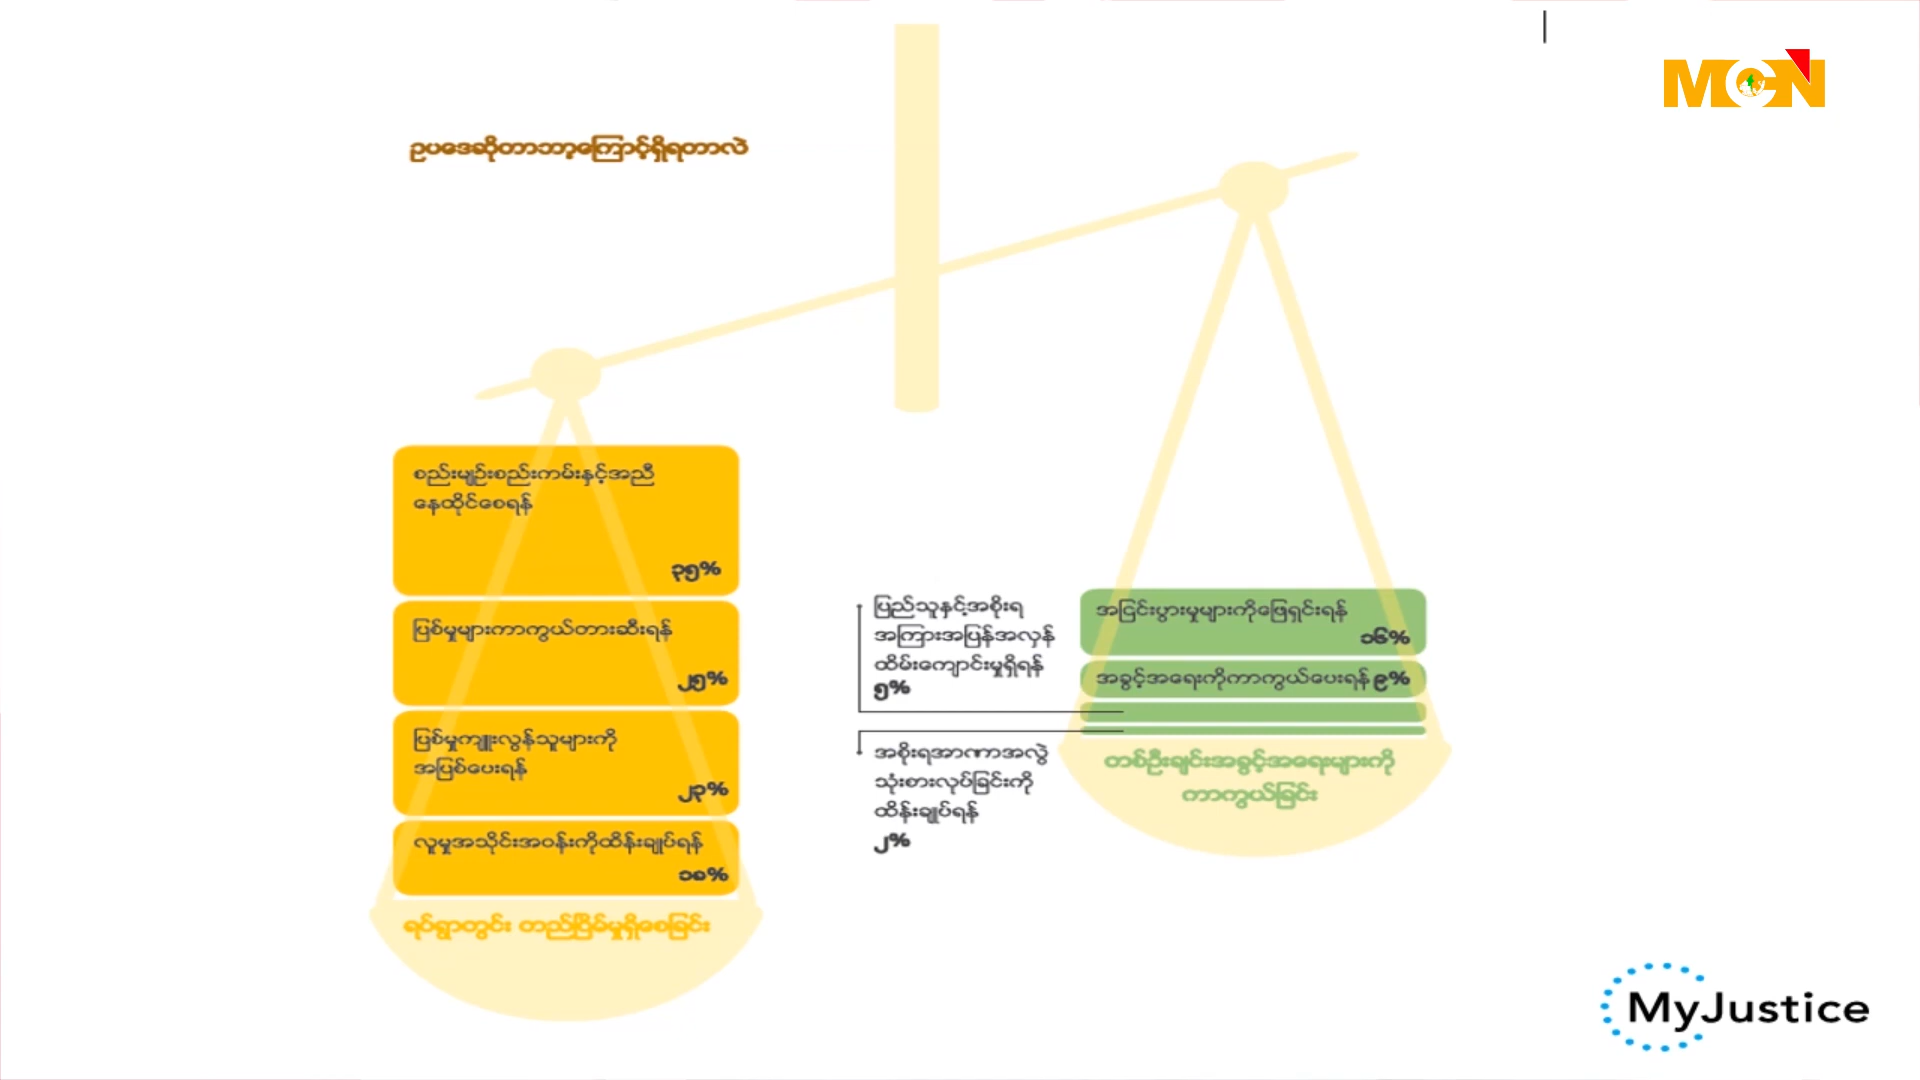 MCN
ဥပဒေဆိုတာဘာ့ကြောင့်ရှိရတာလဲ
စည်းမျဉ်းစည်းကမ်းနှင့်အညီ
နေထိုင်စေရန်
၃၅%
ပြစ်မှုများကာကွယ်တားဆီးရန်
၂၅%
ပြစ်မှုကျူးလွန်သူများကို
အပြစ်ပေးရန်
၂၃%
လူမှုအသိုင်းအဝန်းကိုထိန်းချုပ်ရန်
၁၈%
ရပ်ရွာတွင်း တည်ငြိမ်မှုရှိစေခြင်း
ပြည်သူနှင့်အစိုးရ
အကြားအပြန်အလှန်
ထိမ်းကျောင်းမှုရှိရန်
၅%
အစိုးရအာဏာအလွဲ
သုံးစားလုပ်ခြင်းကို
ထိန်းချုပ်ရန်
၂%
အငြင်းပွားမှုများကိုဖြေရှင်းရန်
၁၆%
အခွင့်အရေးကိုကာကွယ်ပေးရန် ၉%
တစ်ဦးချင်းအခွင့်အရေးများကို
ကာကွယ်ခြင်း
MyJustice